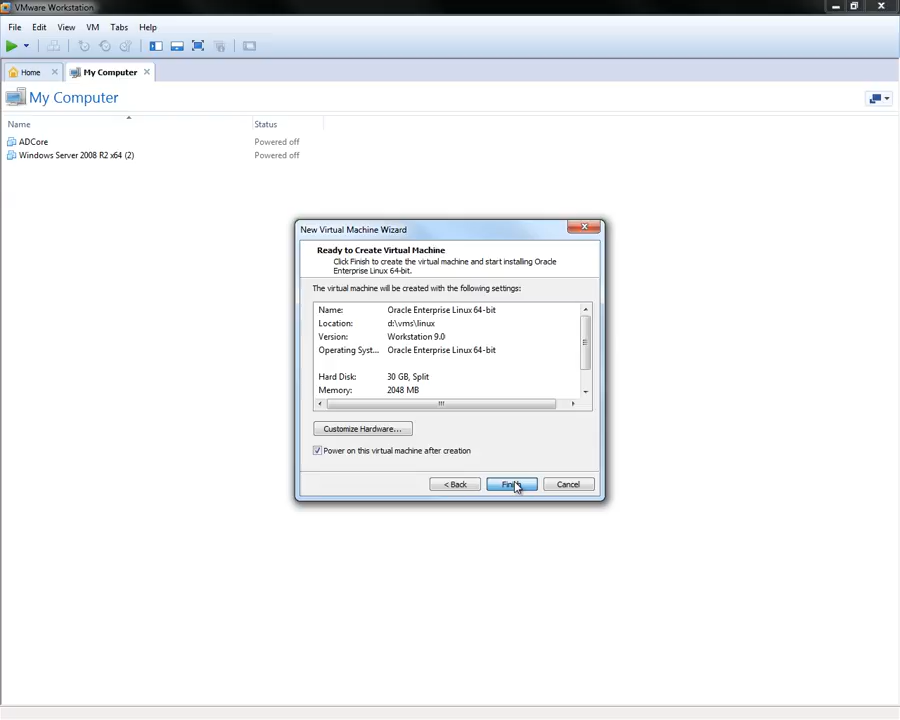 VMware Workstation
File Edit View VM Tabs Help
Home My Computer
My Computer
Name Status
ADCore Powered off
Windows Server 2008 R2 x64 (2) Powered off
New Virtual Machine Wizard
Ready to Create Virtual Machine
Click Finish to create the virtual machine and start installing Oracle
Enterprise Linux 64-bit.
The virtual machine will be created with the following settings:
Name: Oracle Enterprise Linux 64-bit
Location: d:\vms\linux
Version: Workstation 9.0
Operating Syst... Oracle Enterprise Linux 64-bit
Hard Disk: 30 GB, Split
Memory: 2048 MB
Customize Hardware...
Power on this virtual machine after creation
< Back Finish Cancel